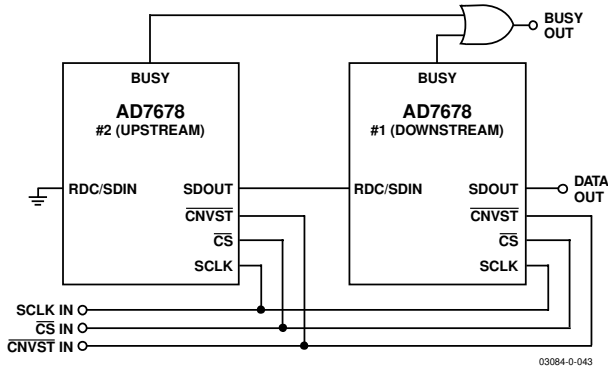 BUSY
OUT
BUSY
BUSY
AD7678
#2 (UPSTREAM)
AD7678
#1 (DOWNSTREAM)
RDC/SDIN
SDOUT
RDC/SDIN
SDOUT
DATA
OUT
CNVST
CNVST
CS
CS
SCLK
SCLK
SCLK IN
CS IN
CNVST IN
03084-0-043